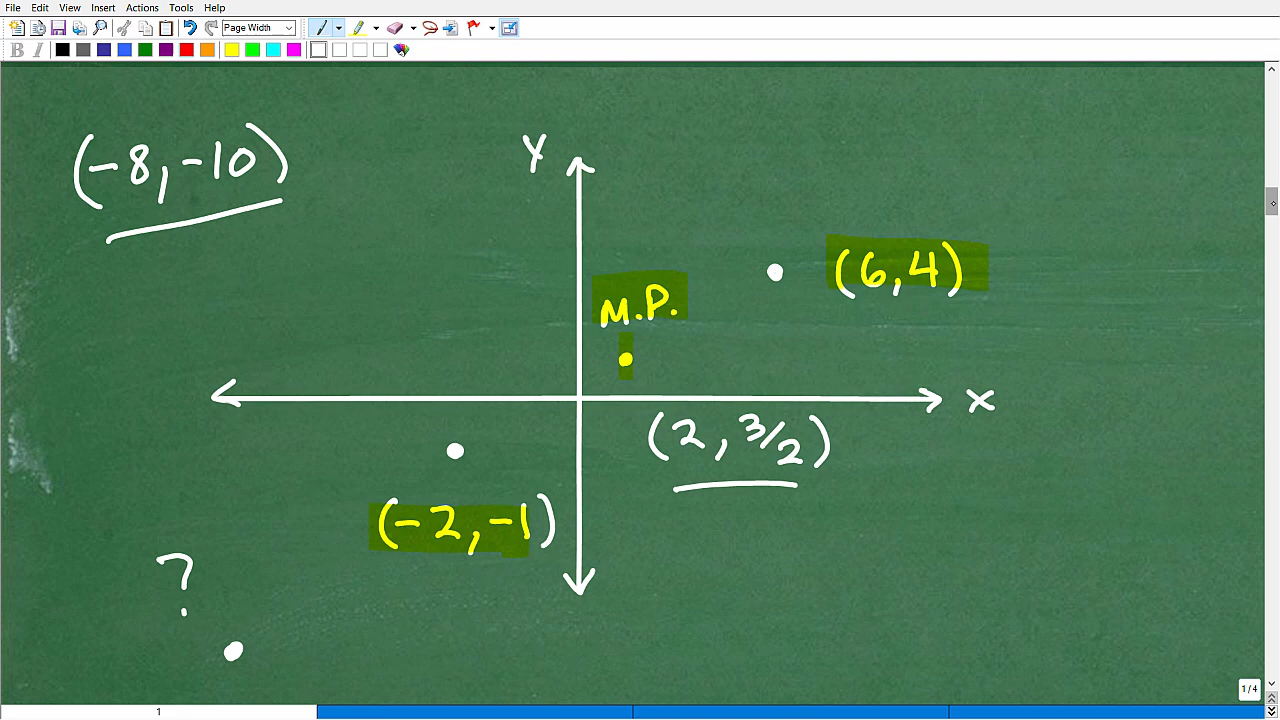 File Edit View Insert Actions Tools Help
Page Width
B I
(-8,-10)
Y
(6,4)
M.P.
X
(2, 3/2)
(-2,-1)
?
1/4
1